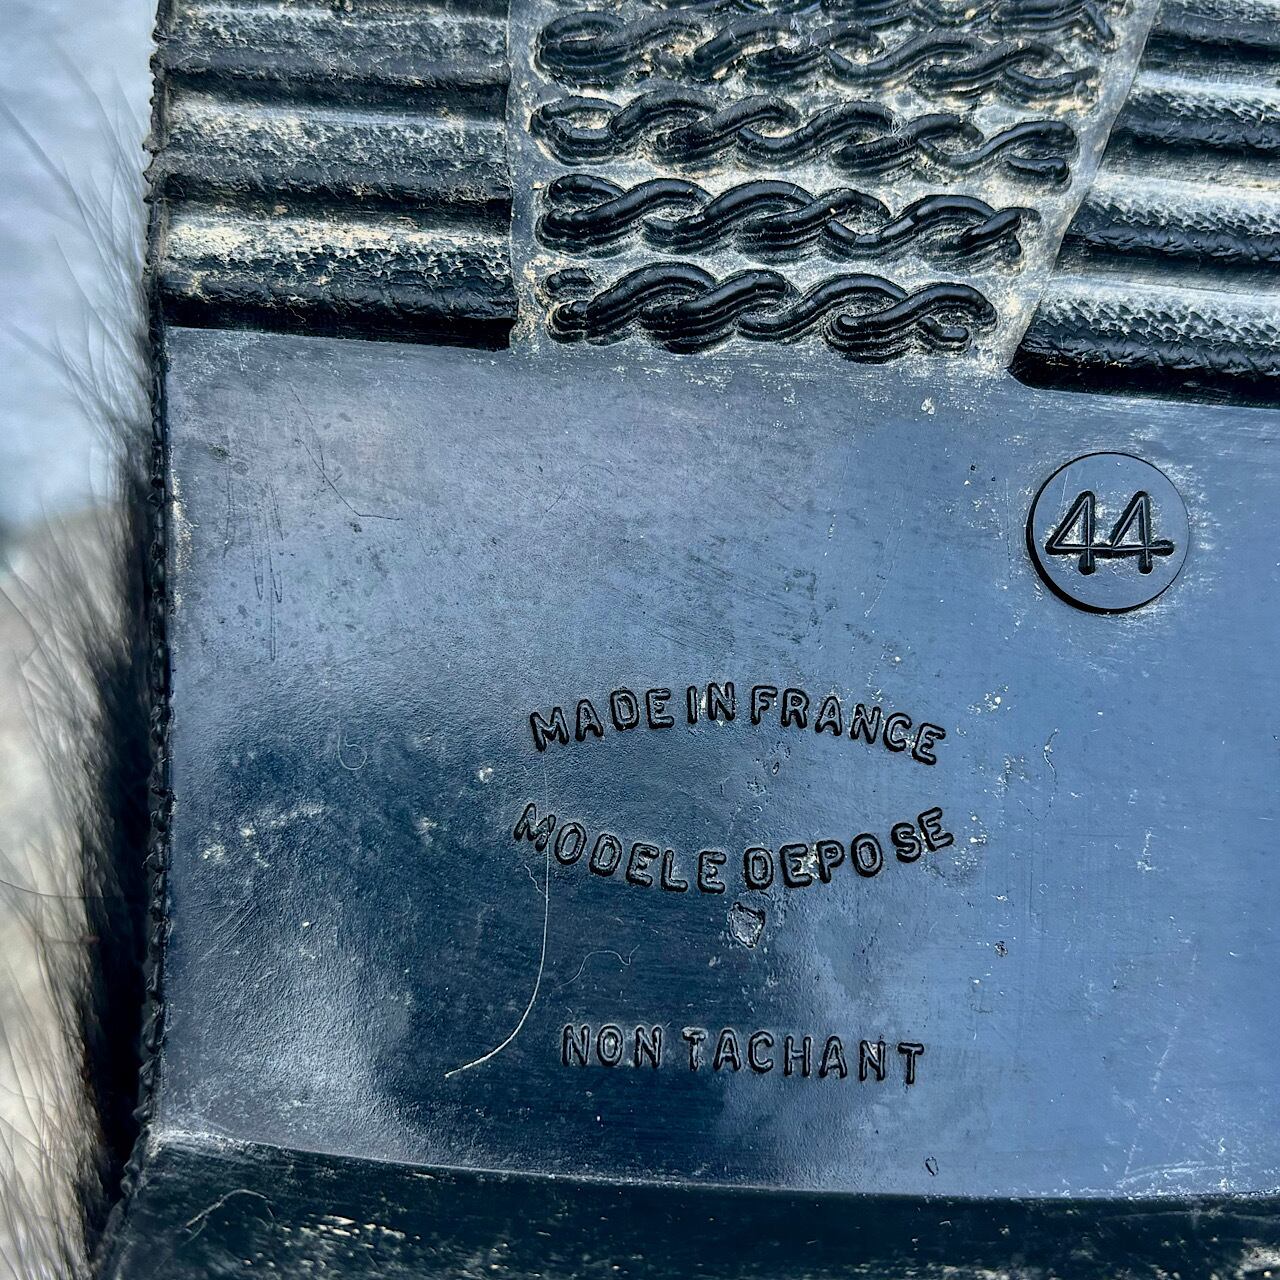 44
MADE IN FRANCE
MODELE DEPOSE
NON TACHANT